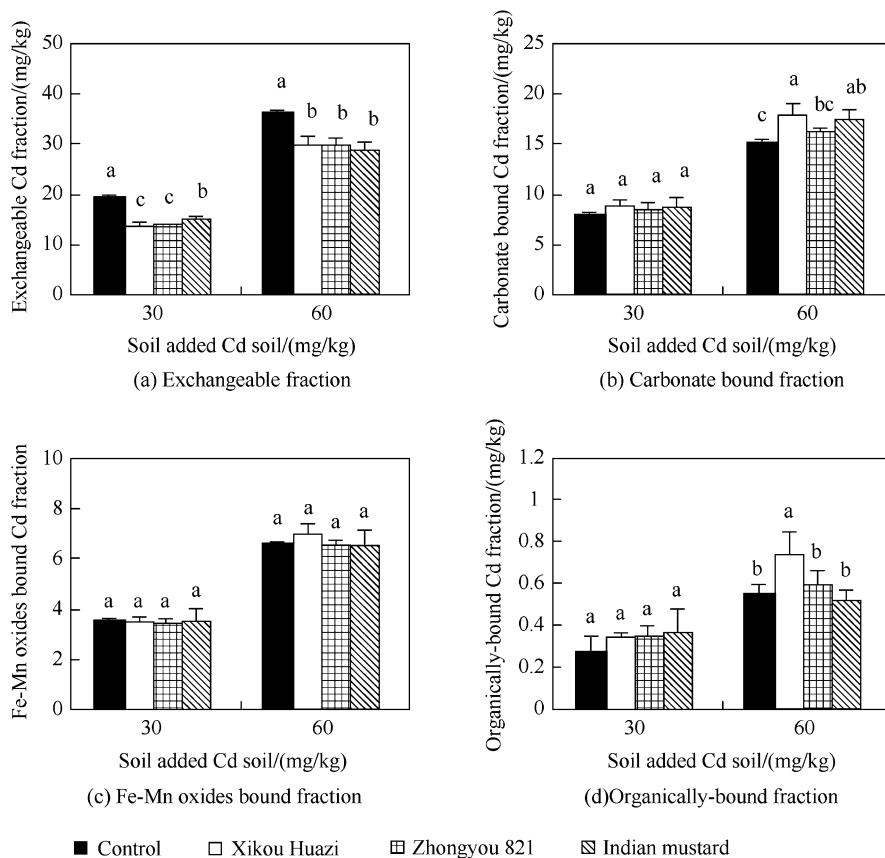 50
40
30
20
10
0
Exchangeable Cd fraction/(mg/kg)
a
c
c
b
a
b
b
b
30
60
Soil added Cd soil/(mg/kg)
(a) Exchangeable fraction
25
20
15
10
5
0
Carbonate bound Cd fraction/(mg/kg)
a
a
a
a
c
a
bc
ab
30
60
Soil added Cd soil/(mg/kg)
(b) Carbonate bound fraction
10
8
6
4
2
0
Fe-Mn oxides bound Cd fraction
a
a
a
a
a
a
a
a
30
60
Soil added Cd soil/(mg/kg)
(c) Fe-Mn oxides bound fraction
1.2
1
0.8
0.6
0.4
0.2
0
Organically-bound Cd fraction/(mg/kg)
a
a
a
a
b
a
b
b
30
60
Soil added Cd soil/(mg/kg)
(d)Organically-bound fraction
Control Xikou Huazi Zhongyou 821 Indian mustard